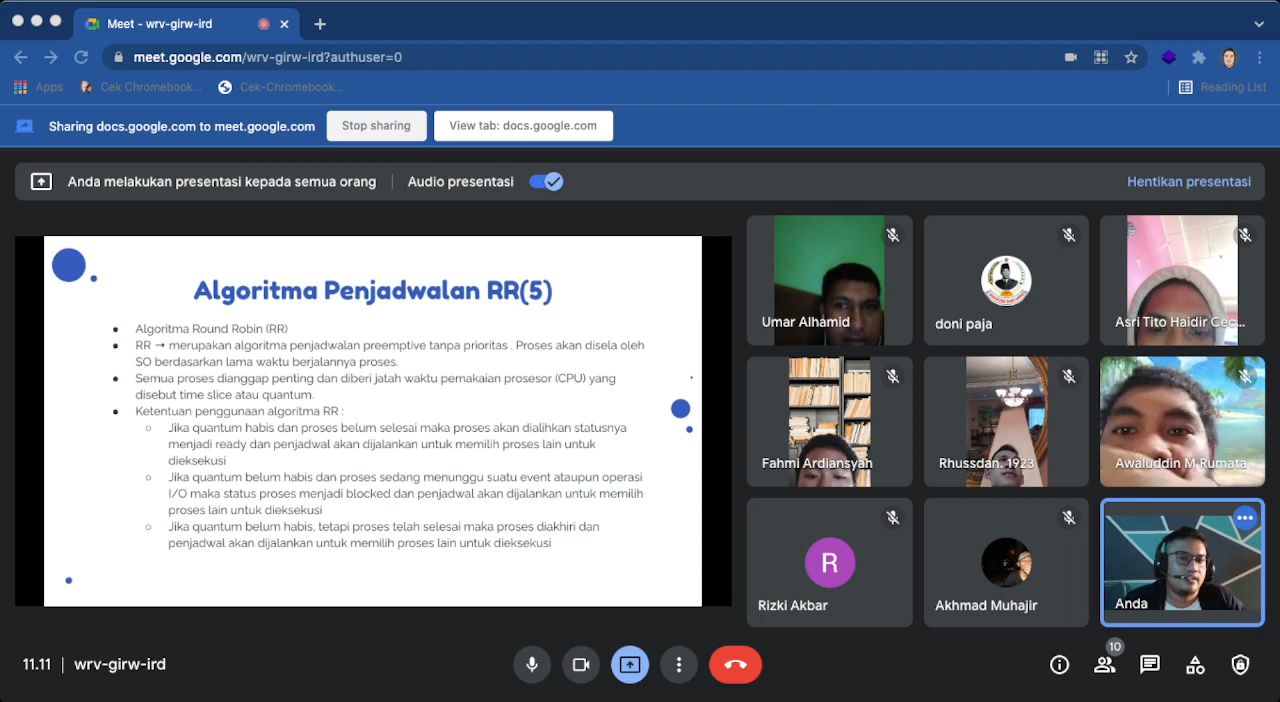 Meet - wrv-girw-ird
meet.google.com/wrv-girw-ird?authuser=0
Apps
Cek Chromebook...
Cek-Chromebook...
Reading List
Sharing docs.google.com to meet.google.com
Stop sharing
View tab: docs.google.com
Anda melakukan presentasi kepada semua orang
Audio presentasi
Hentikan presentasi
Algoritma Penjadwalan RR(5)
● Algoritma Round Robin (RR)
● RR → merupakan algoritma penjadwalan preemptive tanpa prioritas . Proses akan disela oleh
SO berdasarkan lama waktu berjalannya proses.
● Semua proses dianggap penting dan diberi jatah waktu pemakaian prosesor (CPU) yang
disebut time slice atau quantum.
● Ketentuan penggunaan algoritma RR :
○ Jika quantum habis dan proses belum selesai maka proses akan dialihkan statusnya
menjadi ready dan penjadwal akan dijalankan untuk memilih proses lain untuk
dieksekusi
○ Jika quantum belum habis dan proses sedang menunggu suatu event ataupun operasi
I/O maka status proses menjadi blocked dan penjadwal akan dijalankan untuk memilih
proses lain untuk dieksekusi
○ Jika quantum belum habis, tetapi proses telah selesai maka proses diakhiri dan
penjadwal akan dijalankan untuk memilih proses lain untuk dieksekusi
Umar Alhamid
doni paja
Asri Tito Haidir Cec...
Fahmi Ardiansyah
Rhussdan. 1923
Awaluddin M Rumata
R
Rizki Akbar
Akhmad Muhajir
Anda
11.11
wrv-girw-ird
10